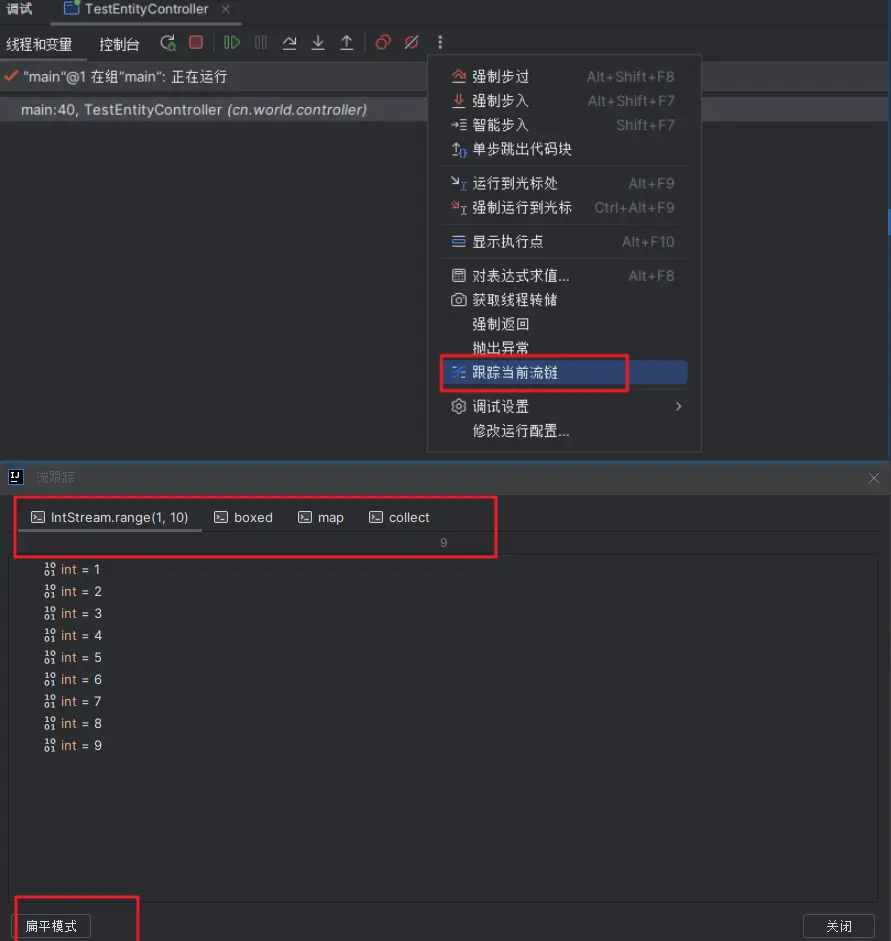 调试 TestEntityController
线程和变量 控制台
"main"@1 在组"main": 正在运行
main:40, TestEntityController (cn.world.controller)
强制步过 Alt+Shift+F8
强制步入 Alt+Shift+F7
智能步入 Shift+F7
单步跳出代码块
运行到光标处 Alt+F9
强制运行到光标 Ctrl+Alt+F9
显示执行点 Alt+F10
对表达式求值... Alt+F8
获取线程转储
强制返回
抛出异常
跟踪当前流链
调试设置
修改运行配置...
IJ 流跟踪
IntStream.range(1, 10) boxed map collect
9
int = 1
int = 2
int = 3
int = 4
int = 5
int = 6
int = 7
int = 8
int = 9
扁平模式 关闭